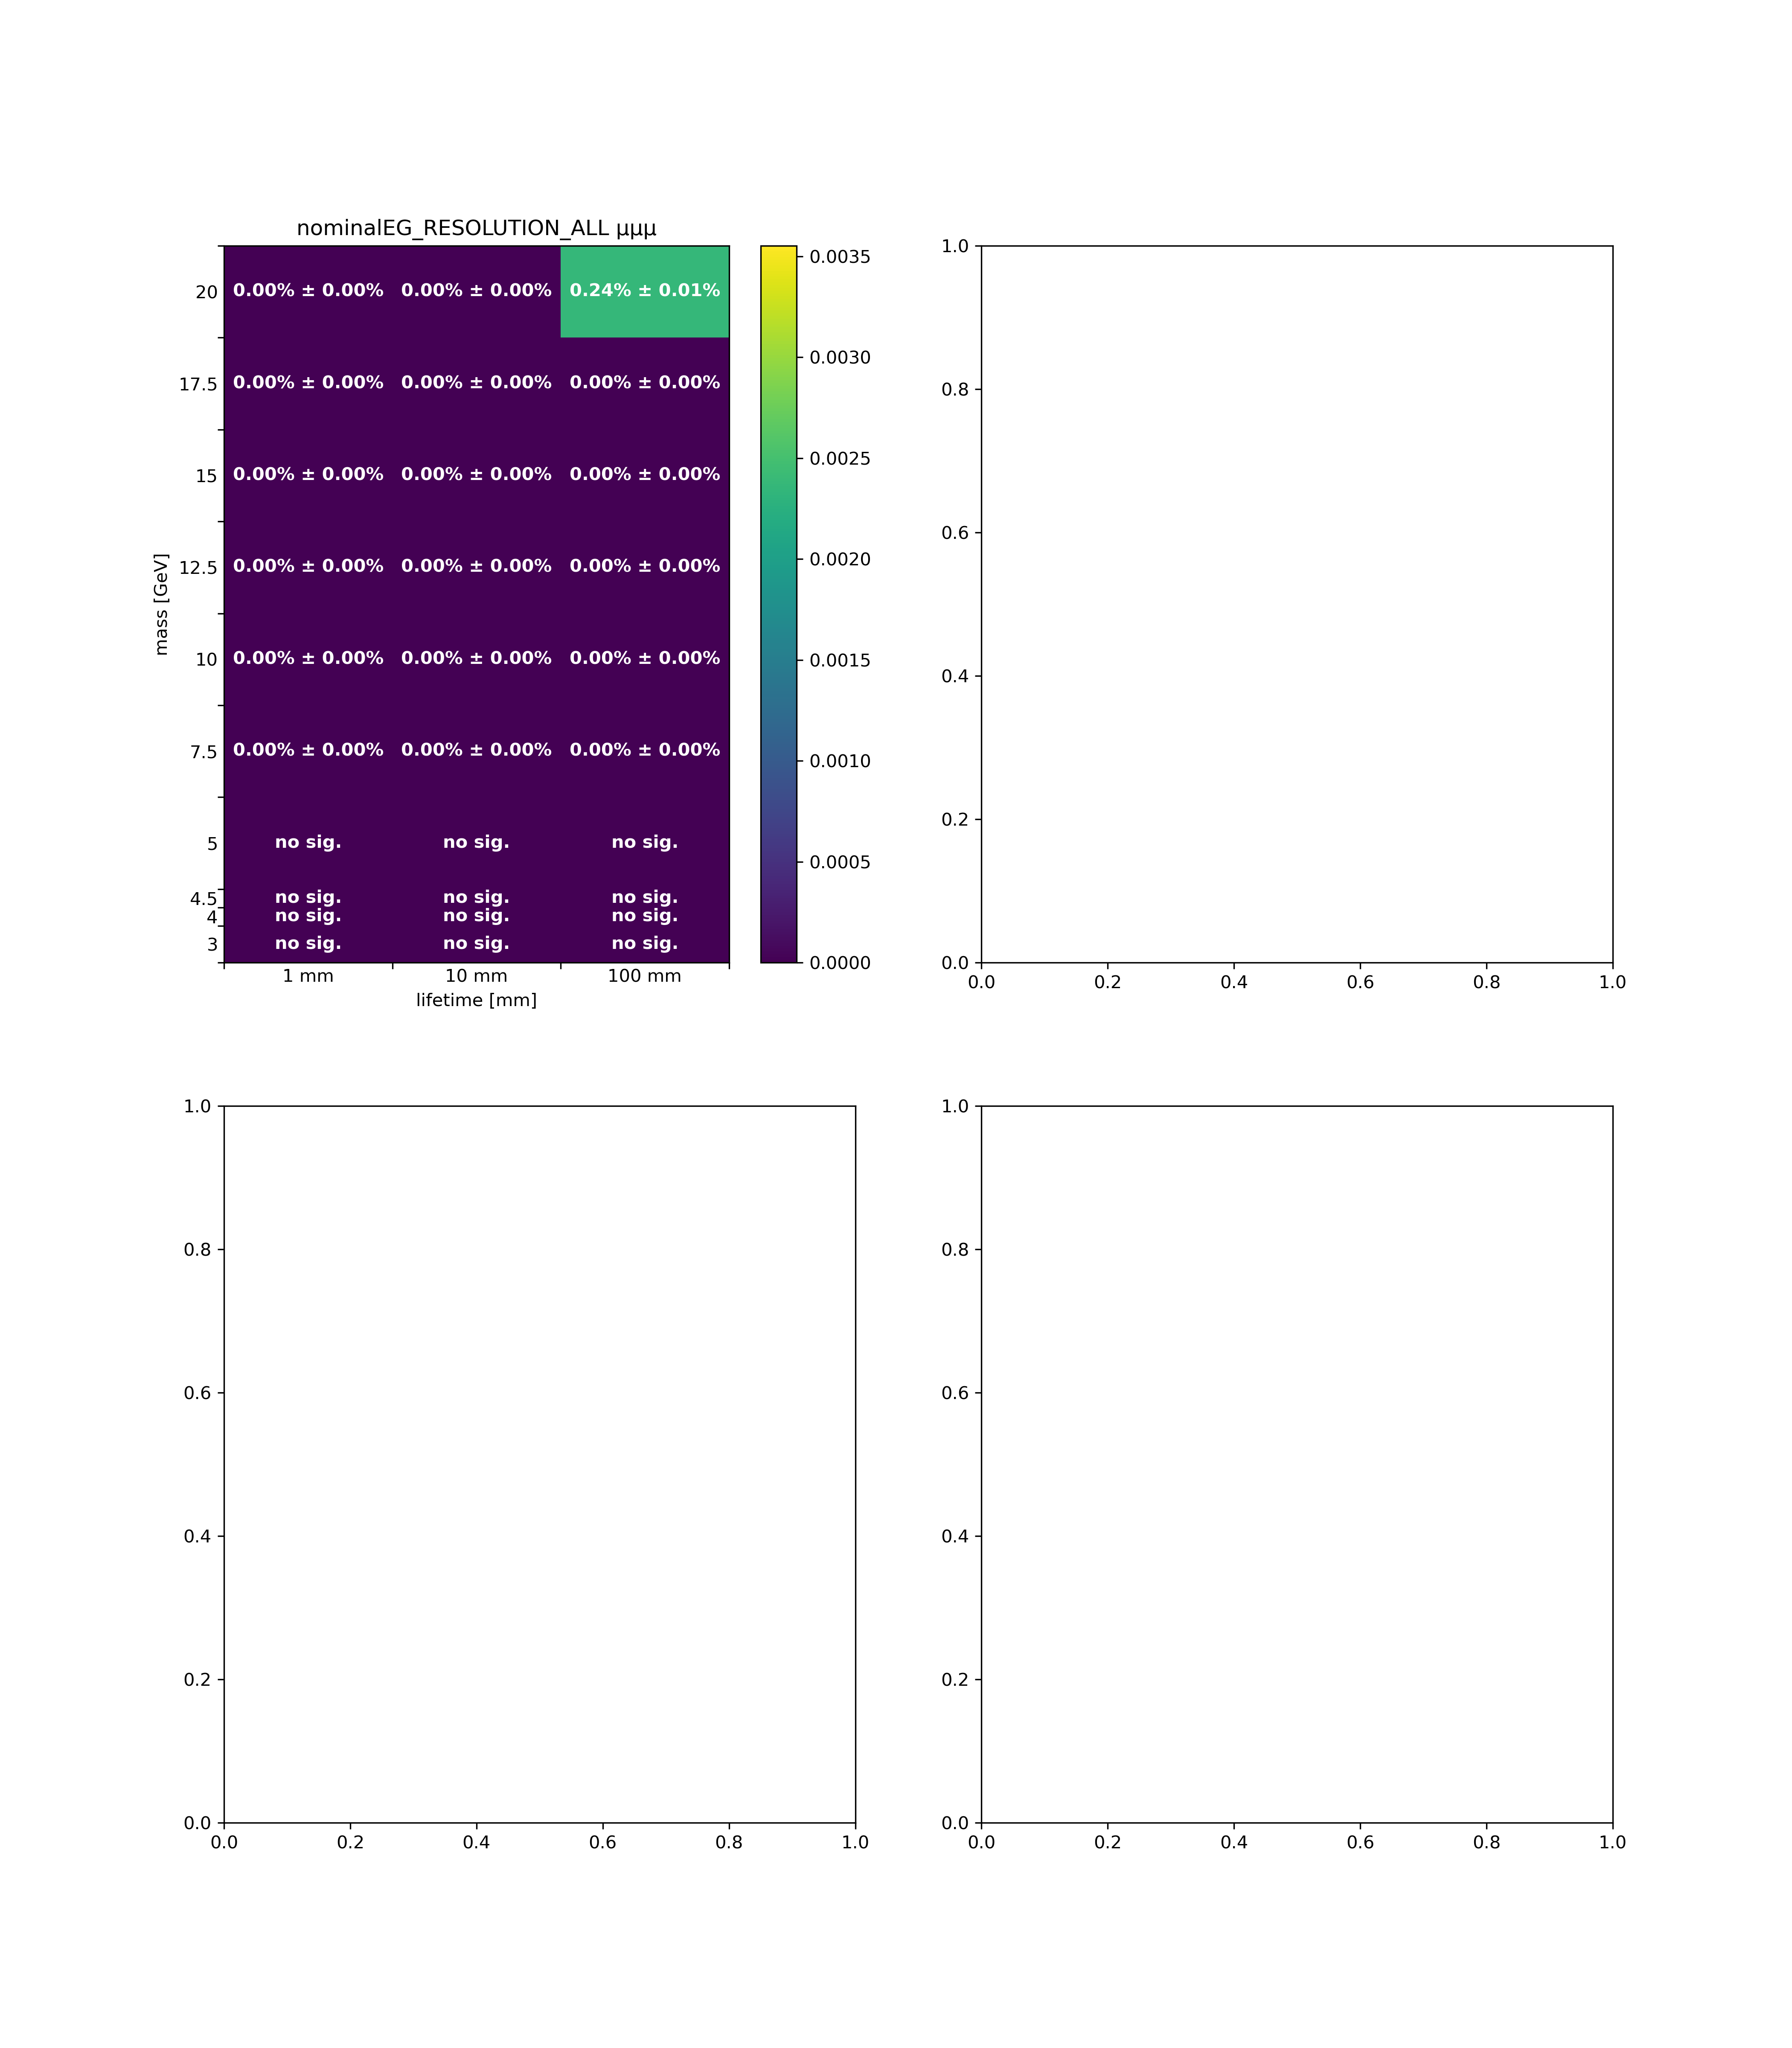 nominalEG_RESOLUTION_ALL μμμ
20 0.00% ± 0.00% 0.00% ± 0.00% 0.24% ± 0.01%
17.5 0.00% ± 0.00% 0.00% ± 0.00% 0.00% ± 0.00%
15 0.00% ± 0.00% 0.00% ± 0.00% 0.00% ± 0.00%
12.5 0.00% ± 0.00% 0.00% ± 0.00% 0.00% ± 0.00%
10 0.00% ± 0.00% 0.00% ± 0.00% 0.00% ± 0.00%
7.5 0.00% ± 0.00% 0.00% ± 0.00% 0.00% ± 0.00%
5 no sig. no sig. no sig.
4.5 no sig. no sig. no sig.
4 no sig. no sig. no sig.
3 no sig. no sig. no sig.
mass [GeV]
1 mm 10 mm 100 mm
lifetime [mm]
0.0035
0.0030
0.0025
0.0020
0.0015
0.0010
0.0005
0.0000
1.0
0.8
0.6
0.4
0.2
0.0
0.0 0.2 0.4 0.6 0.8 1.0
1.0
0.8
0.6
0.4
0.2
0.0
0.0 0.2 0.4 0.6 0.8 1.0
1.0
0.8
0.6
0.4
0.2
0.0
0.0 0.2 0.4 0.6 0.8 1.0